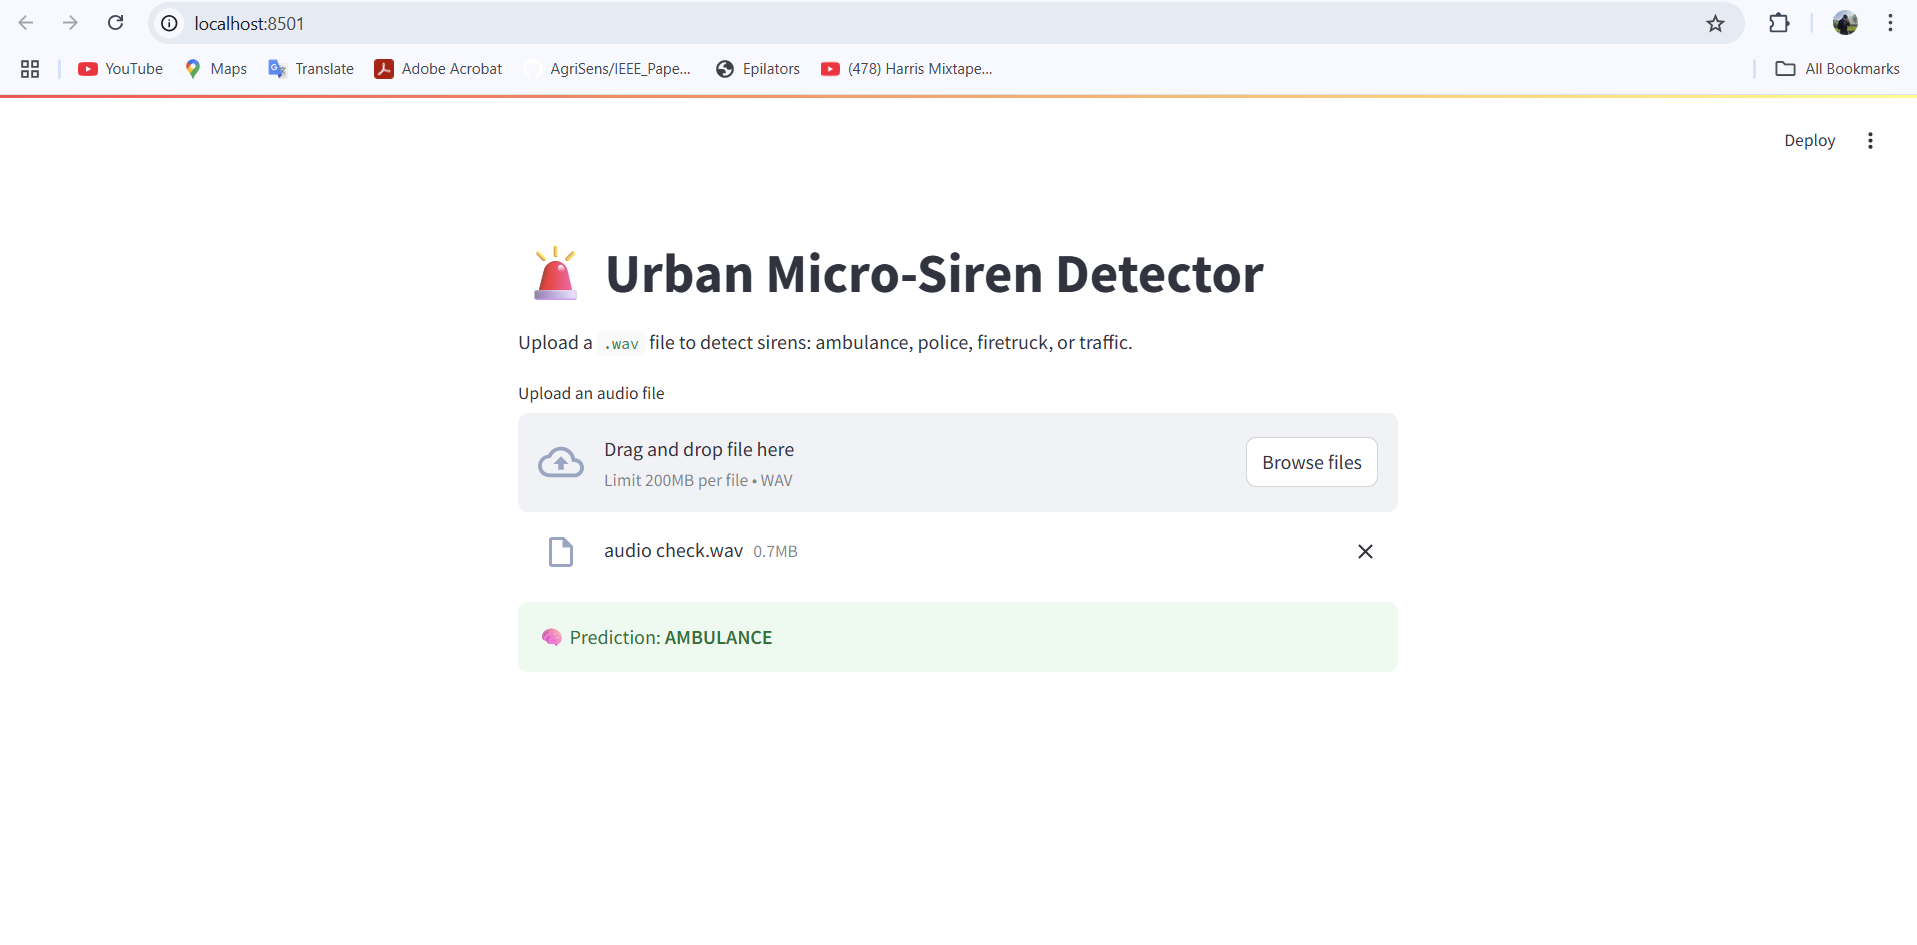 localhost:8501
YouTube Maps Translate Adobe Acrobat AgriSens/IEEE_Pape... Epilators (478) Harris Mixtape... All Bookmarks
Deploy
Urban Micro-Siren Detector
Upload a .wav file to detect sirens: ambulance, police, firetruck, or traffic.
Upload an audio file
Drag and drop file here
Limit 200MB per file • WAV
Browse files
audio check.wav 0.7MB
Prediction: AMBULANCE